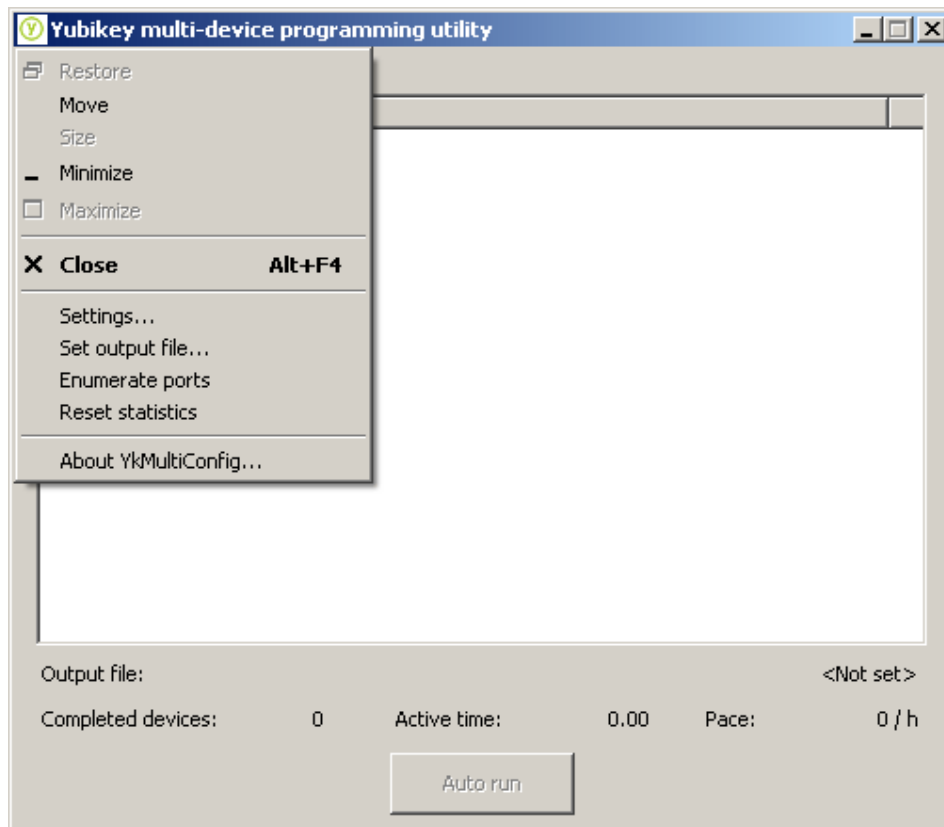 Yubikey multi-device programming utility
Restore
Move
Size
Minimize
Maximize
Close Alt+F4
Settings...
Set output file...
Enumerate ports
Reset statistics
About YkMultiConfig...
Output file: <Not set>
Completed devices: 0 Active time: 0.00 Pace: 0 / h
Auto run